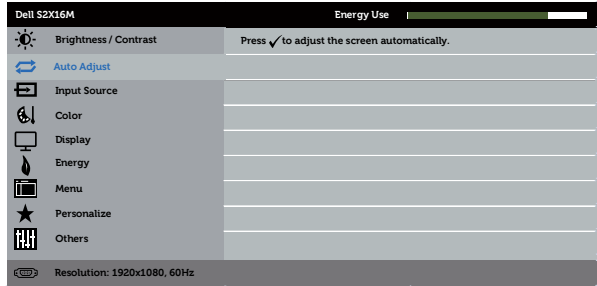 Dell S2X16M Energy Use
Brightness / Contrast Press ✓ to adjust the screen automatically.
Auto Adjust
Input Source
Color
Display
Energy
Menu
Personalize
Others
Resolution: 1920x1080, 60Hz